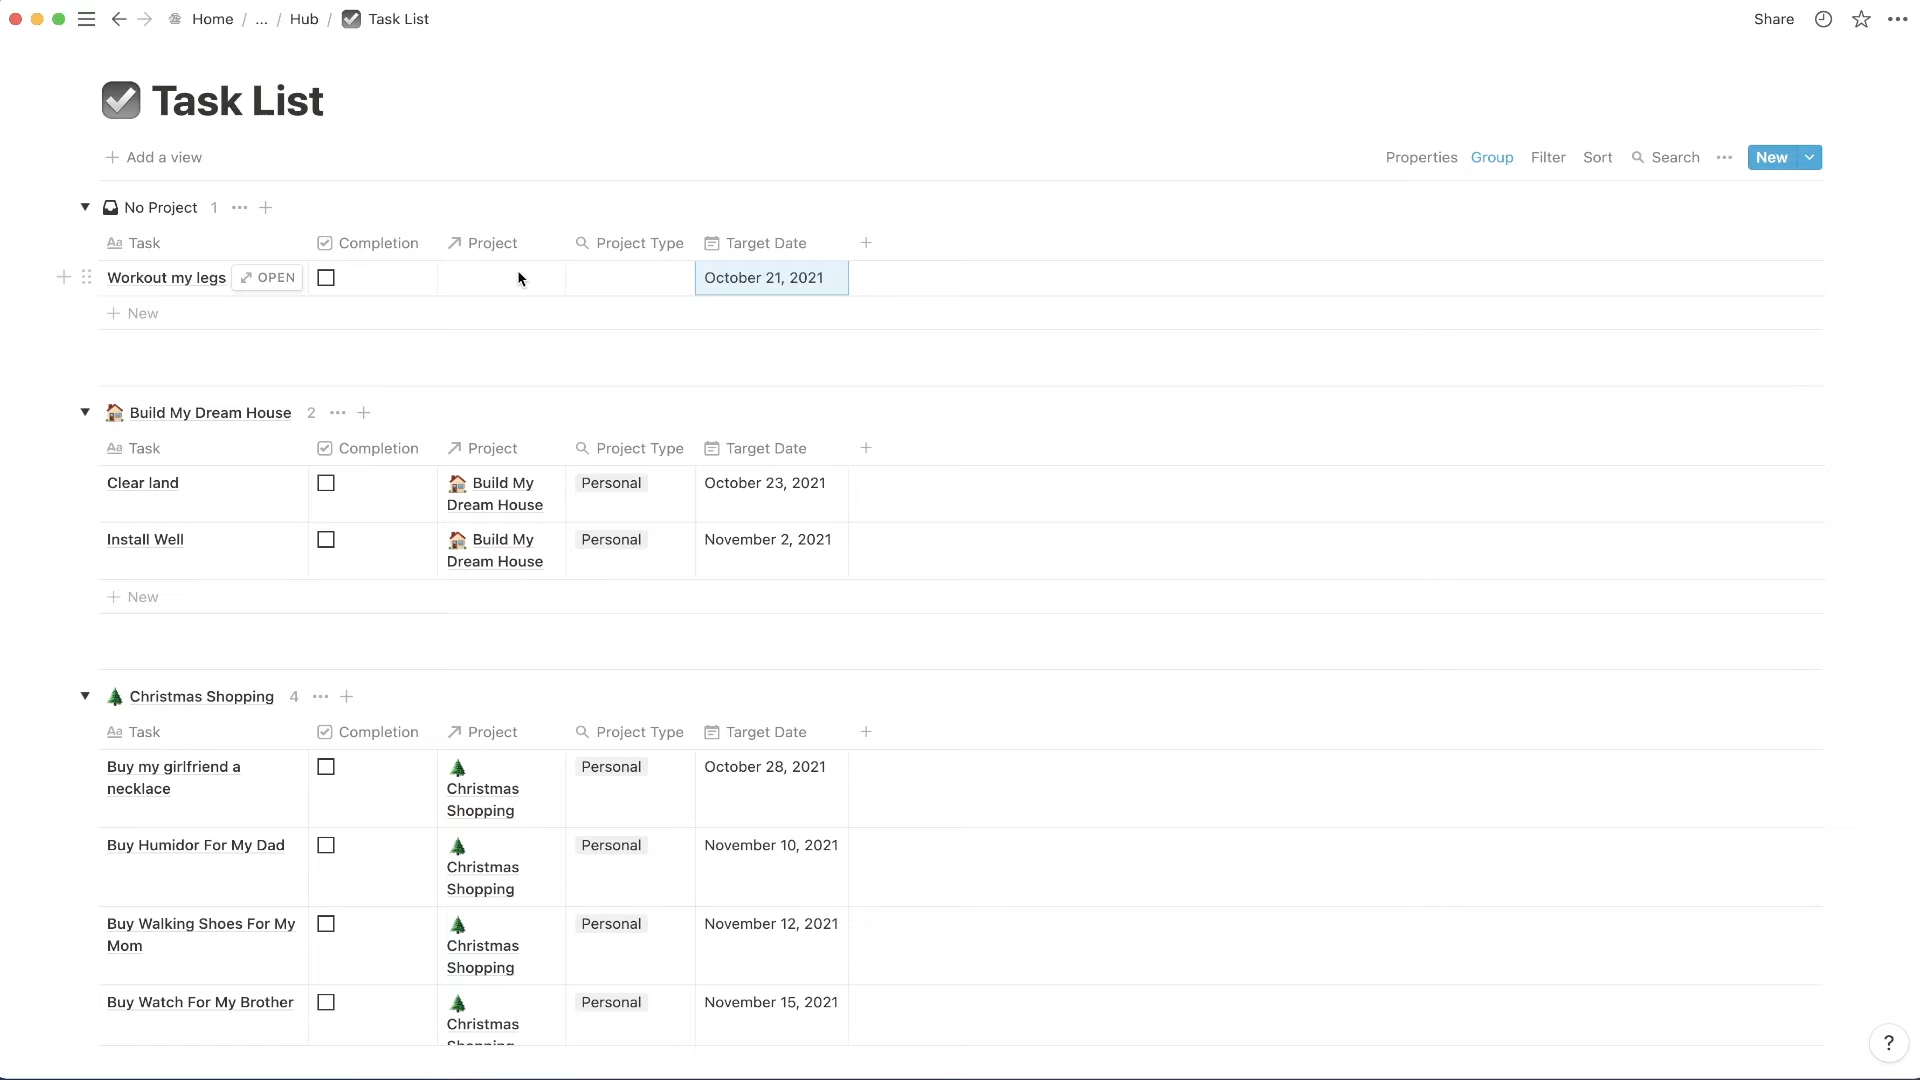 Home / ... / Hub / Task List
Share
Task List
Add a view
Properties Group Filter Sort Search New
No Project 1
Aa Task Completion Project Project Type Target Date
Workout my legs OPEN October 21, 2021
New
Build My Dream House 2
Aa Task Completion Project Project Type Target Date
Clear land Build My Personal October 23, 2021
Dream House
Install Well Build My Personal November 2, 2021
Dream House
New
Christmas Shopping 4
Aa Task Completion Project Project Type Target Date
Buy my girlfriend a Personal October 28, 2021
necklace Christmas
Shopping
Buy Humidor For My Dad Personal November 10, 2021
Christmas
Shopping
Buy Walking Shoes For My Personal November 12, 2021
Mom Christmas
Shopping
Buy Watch For My Brother Personal November 15, 2021
Christmas
Shopping
?